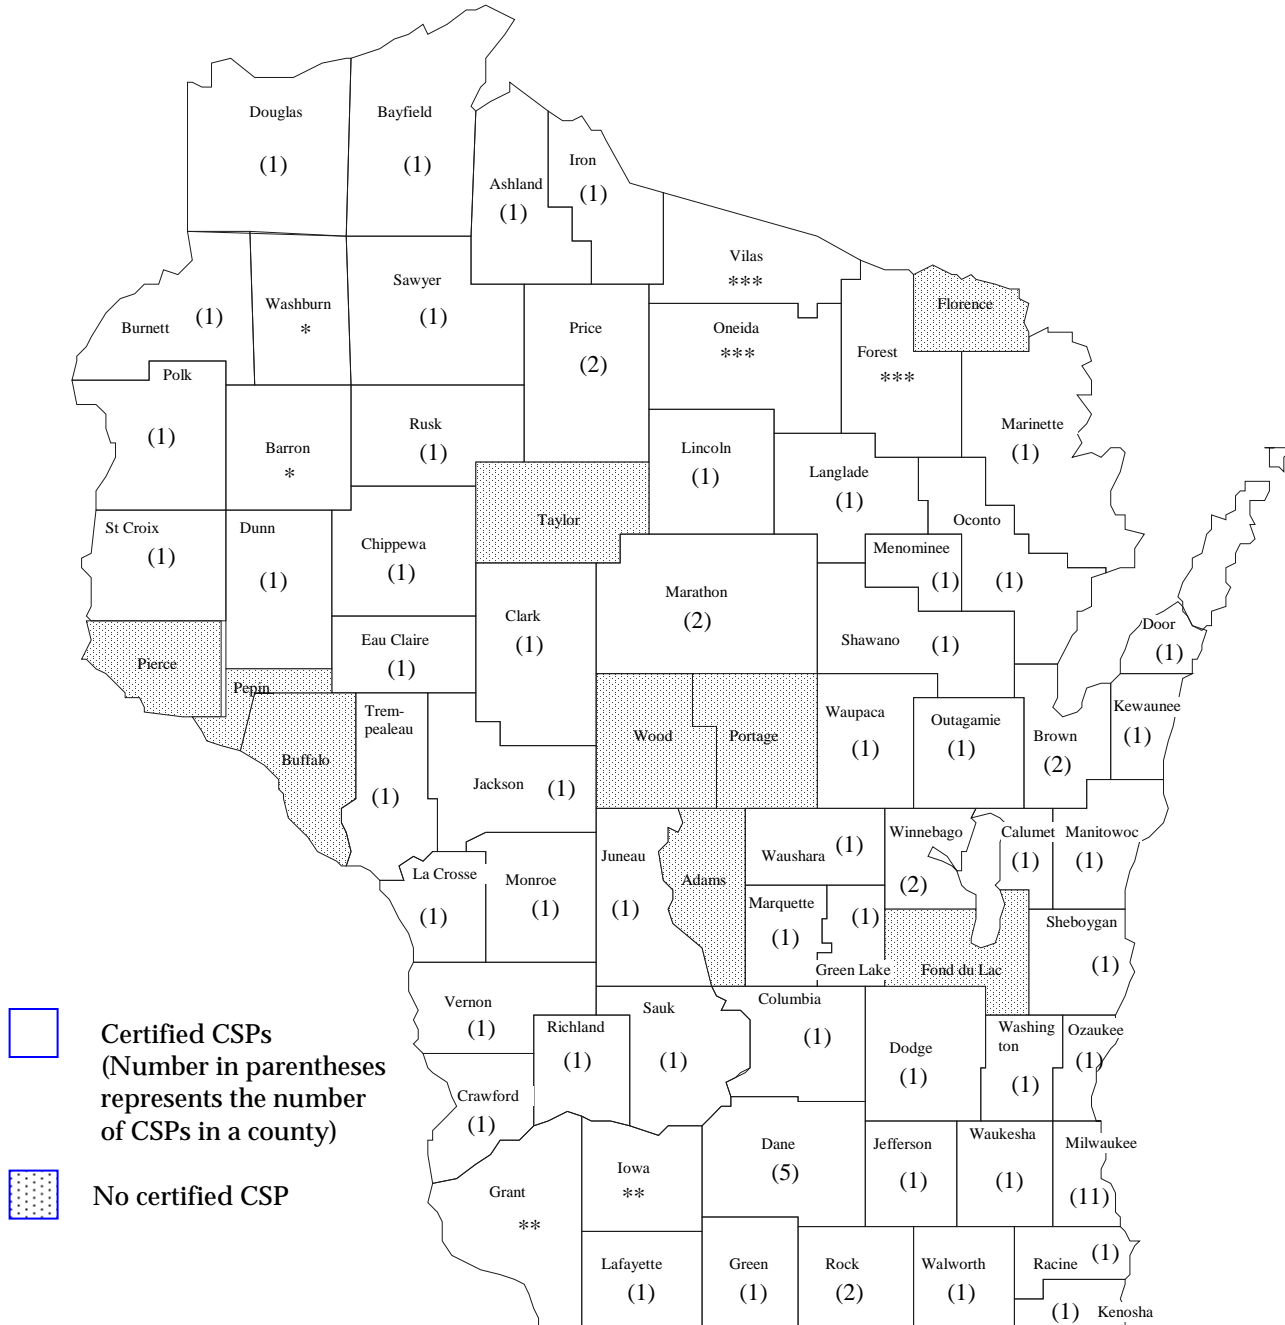 Douglas
(1)
Bayfield
(1)
Ashland
(1)
Iron
(1)
Vilas
***
Florence
Burnett
(1)
Washburn
*
Sawyer
(1)
Price
(2)
Oneida
***
Forest
***
Marinette
(1)
Polk
(1)
Barron
*
Rusk
(1)
Lincoln
(1)
Langlade
(1)
Taylor
Oconto
(1)
St Croix
(1)
Dunn
(1)
Chippewa
(1)
Menominee
(1)
Marathon
(2)
Clark
(1)
Eau Claire
(1)
Shawano
(1)
Door
(1)
Pierce
Pepin
Buffalo
Trem-
pealeau
(1)
Jackson
(1)
Wood
Portage
Waupaca
(1)
Outagamie
(1)
Brown
(2)
Kewaunee
(1)
La Crosse
(1)
Monroe
(1)
Juneau
(1)
Adams
Waushara
(1)
Winnebago
(2)
Calumet
(1)
Manitowoc
(1)
Marquette
(1)
(1)
Green Lake
Fond du Lac
Sheboygan
(1)
Vernon
(1)
Richland
(1)
Sauk
(1)
Columbia
(1)
Dodge
(1)
Washing
ton
(1)
Ozaukee
(1)
Crawford
(1)
Grant
**
Iowa
**
Dane
(5)
Jefferson
(1)
Waukesha
(1)
Milwaukee
(11)
Lafayette
(1)
Green
(1)
Rock
(2)
Walworth
(1)
Racine
(1)
(1) Kenosha
Certified CSPs
(Number in parentheses
represents the number
of CSPs in a county)
No certified CSP